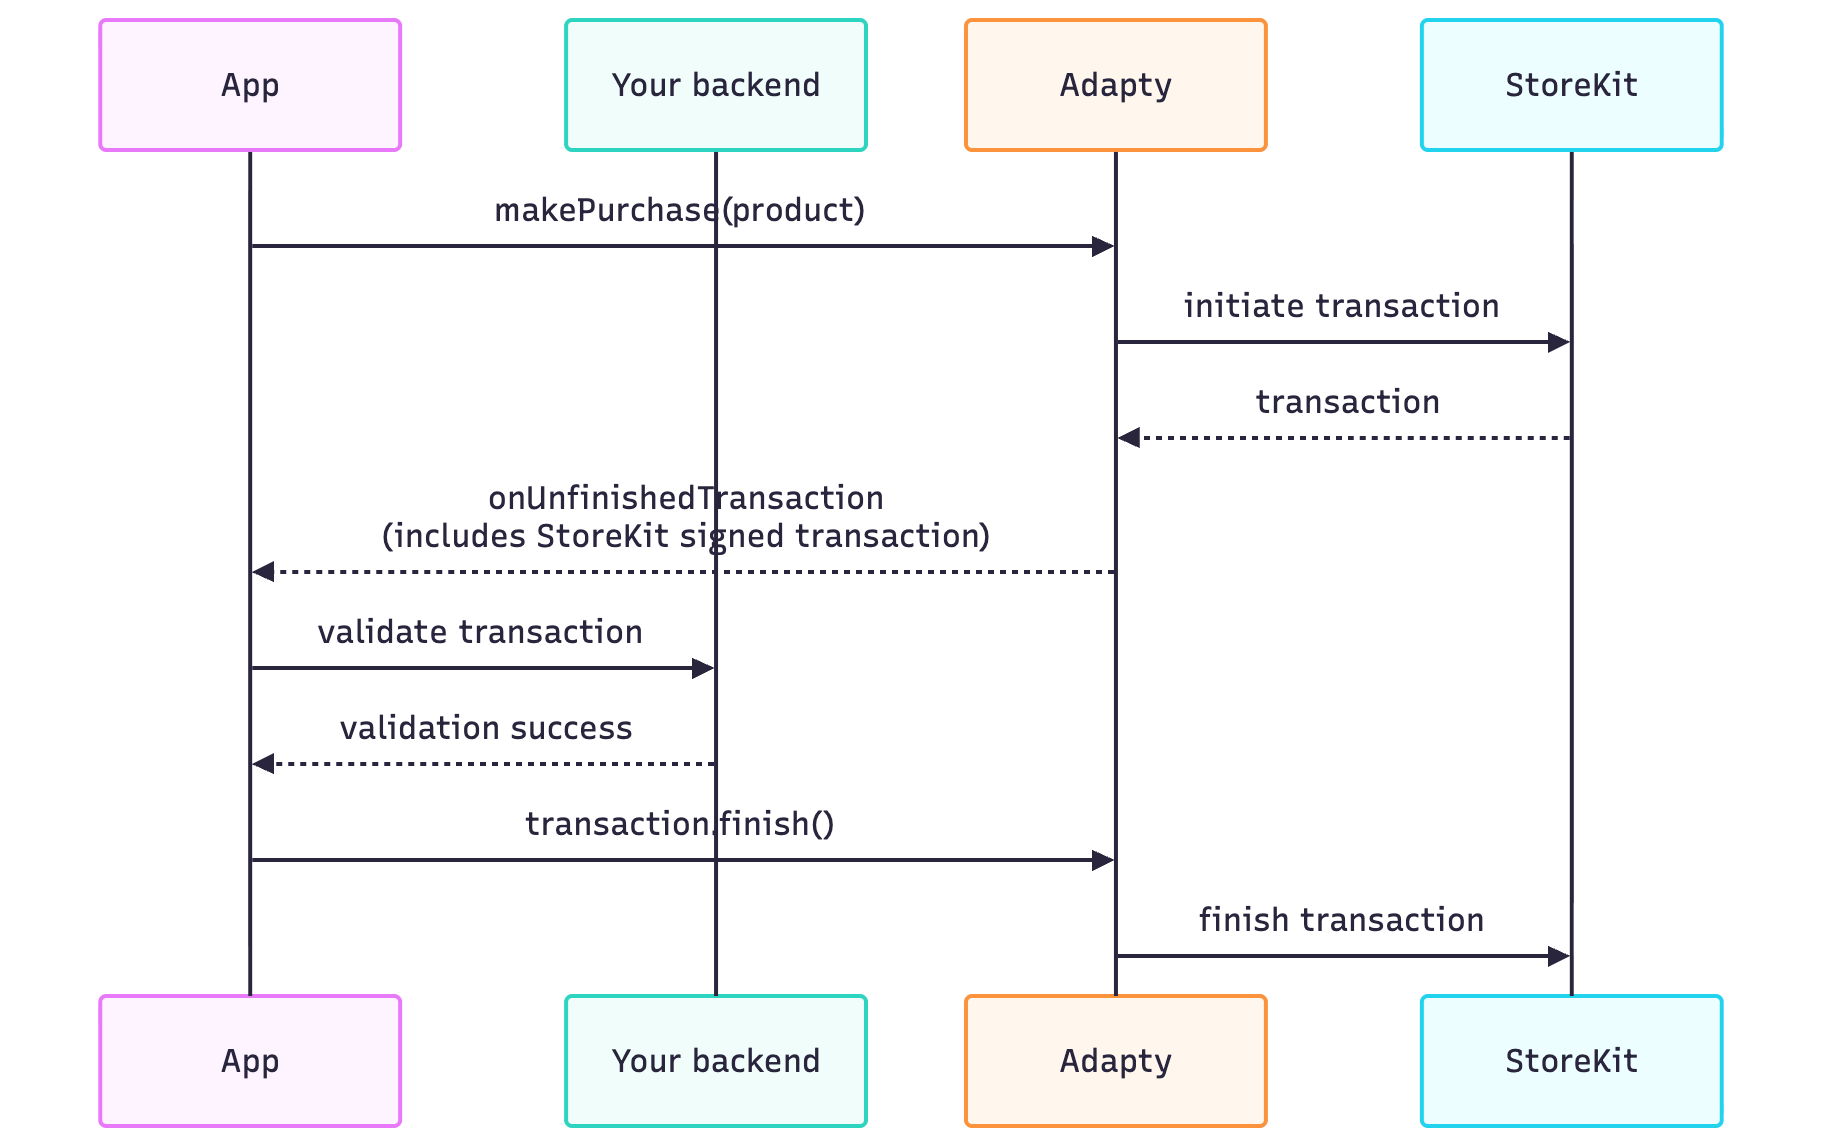 App
Your backend
Adapty
StoreKit
makePurchase(product)
initiate transaction
transaction
onUnfinishedTransaction
(includes StoreKit signed transaction)
validate transaction
validation success
transaction.finish()
finish transaction
App
Your backend
Adapty
StoreKit